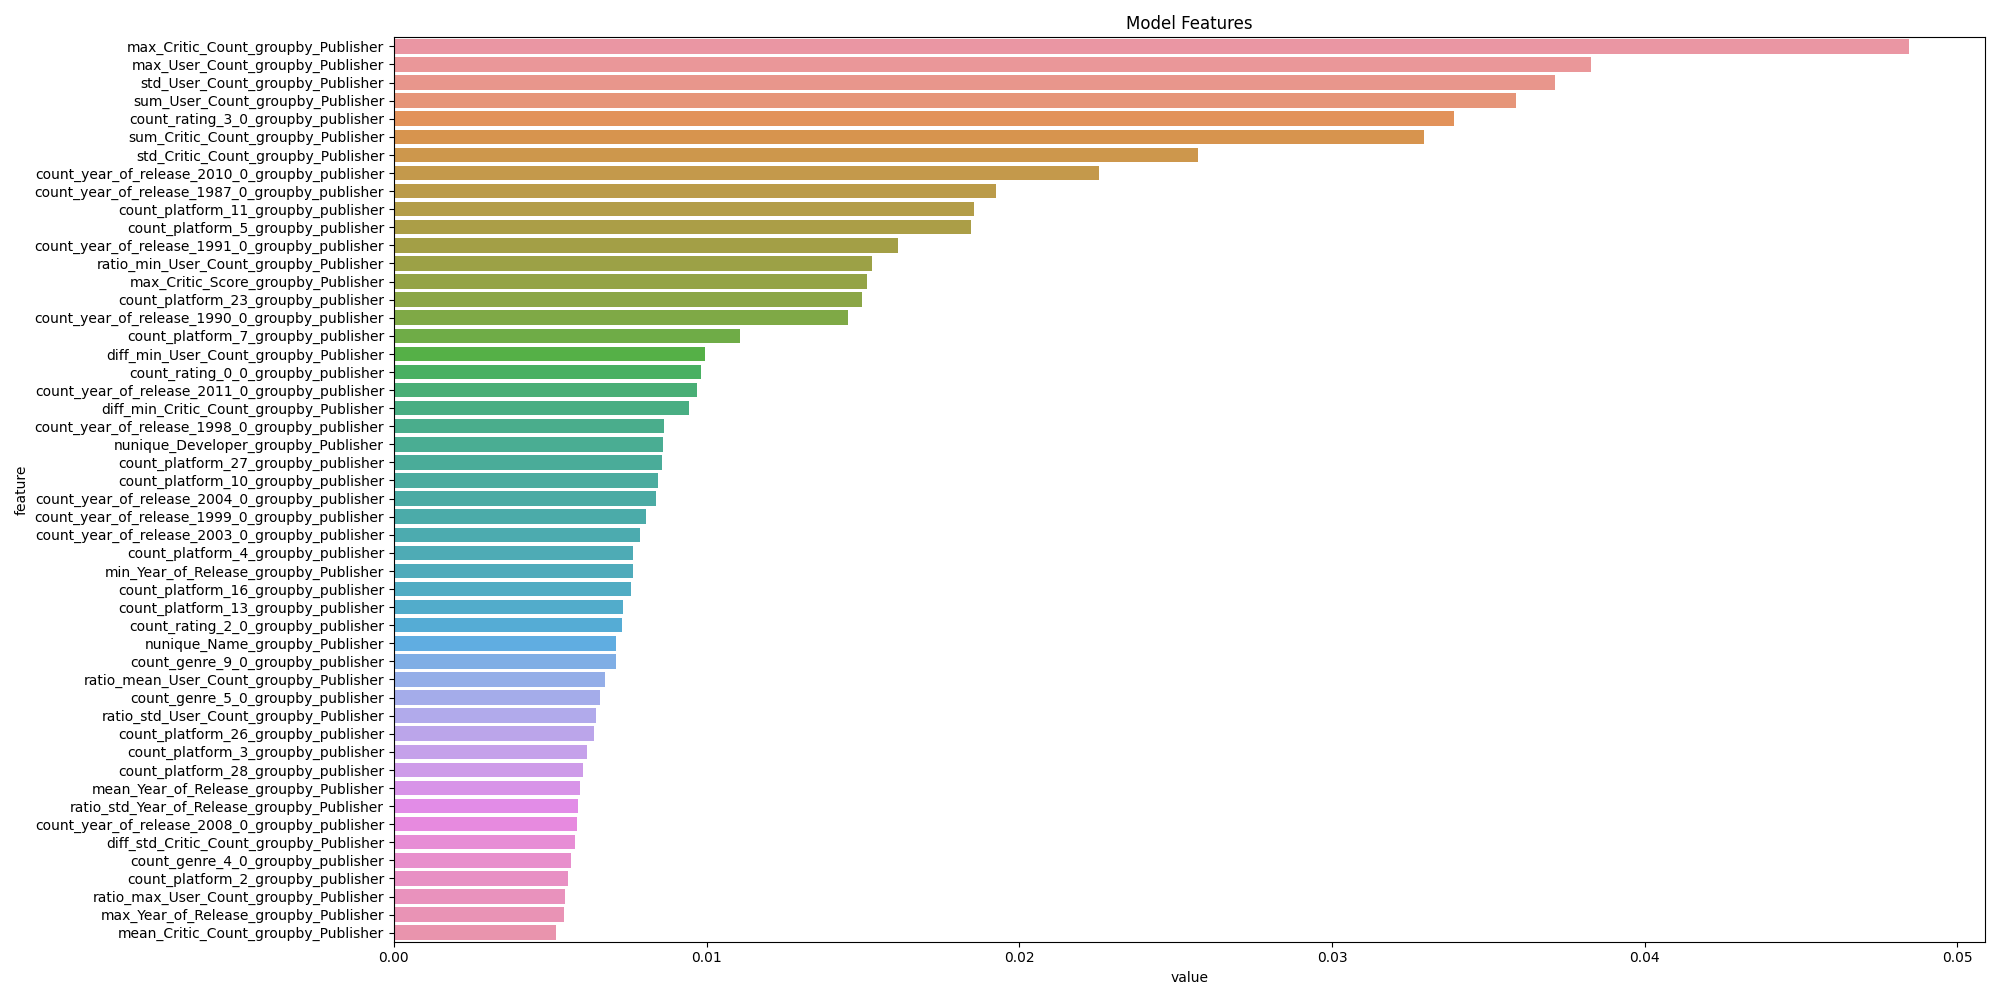 Model Features
max_Critic_Count_groupby_Publisher
max_User_Count_groupby_Publisher
std_User_Count_groupby_Publisher
sum_User_Count_groupby_Publisher
count_rating_3_0_groupby_publisher
sum_Critic_Count_groupby_Publisher
std_Critic_Count_groupby_Publisher
count_year_of_release_2010_0_groupby_publisher
count_year_of_release_1987_0_groupby_publisher
count_platform_11_groupby_publisher
count_platform_5_groupby_publisher
count_year_of_release_1991_0_groupby_publisher
ratio_min_User_Count_groupby_Publisher
max_Critic_Score_groupby_Publisher
count_platform_23_groupby_publisher
count_year_of_release_1990_0_groupby_publisher
count_platform_7_groupby_publisher
diff_min_User_Count_groupby_Publisher
count_rating_0_0_groupby_publisher
count_year_of_release_2011_0_groupby_publisher
diff_min_Critic_Count_groupby_Publisher
count_year_of_release_1998_0_groupby_publisher
nunique_Developer_groupby_Publisher
count_platform_27_groupby_publisher
count_platform_10_groupby_publisher
count_year_of_release_2004_0_groupby_publisher
count_year_of_release_1999_0_groupby_publisher
count_year_of_release_2003_0_groupby_publisher
count_platform_4_groupby_publisher
min_Year_of_Release_groupby_Publisher
count_platform_16_groupby_publisher
count_platform_13_groupby_publisher
count_rating_2_0_groupby_publisher
nunique_Name_groupby_Publisher
count_genre_9_0_groupby_publisher
ratio_mean_User_Count_groupby_Publisher
count_genre_5_0_groupby_publisher
ratio_std_User_Count_groupby_Publisher
count_platform_26_groupby_publisher
count_platform_3_groupby_publisher
count_platform_28_groupby_publisher
mean_Year_of_Release_groupby_Publisher
ratio_std_Year_of_Release_groupby_Publisher
count_year_of_release_2008_0_groupby_publisher
diff_std_Critic_Count_groupby_Publisher
count_genre_4_0_groupby_publisher
count_platform_2_groupby_publisher
ratio_max_User_Count_groupby_Publisher
max_Year_of_Release_groupby_Publisher
mean_Critic_Count_groupby_Publisher
feature
0.00 0.01 0.02 0.03 0.04 0.05
value